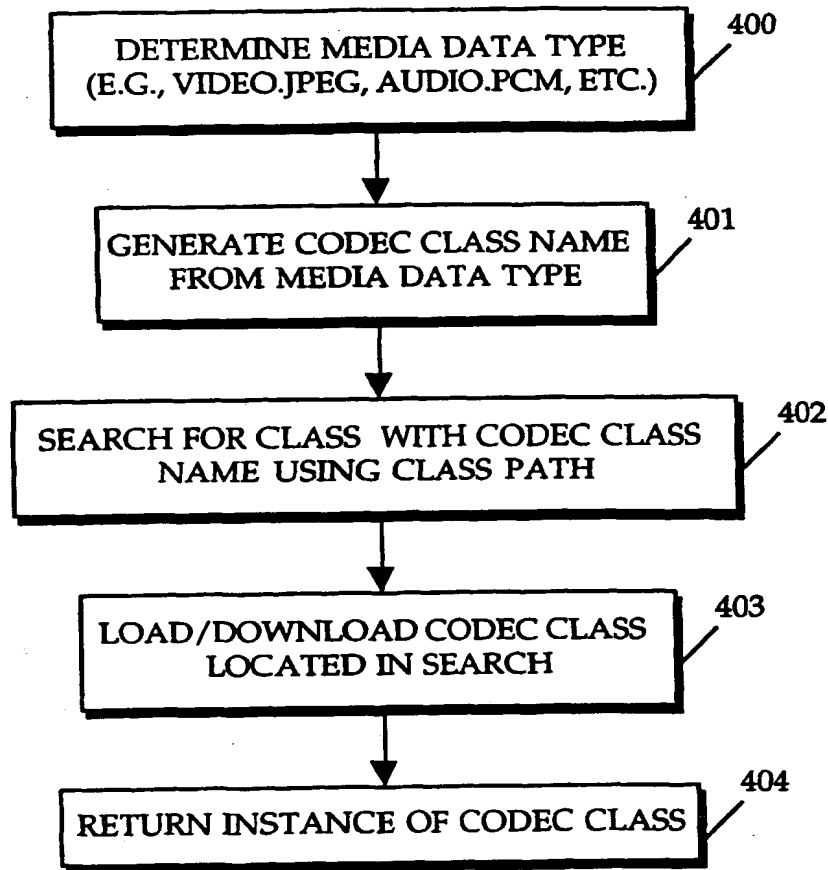 400
DETERMINE MEDIA DATA TYPE
(E.G., VIDEO.JPEG, AUDIO.PCM, ETC.)
401
GENERATE CODEC CLASS NAME
FROM MEDIA DATA TYPE
402
SEARCH FOR CLASS WITH CODEC CLASS
NAME USING CLASS PATH
403
LOAD/DOWNLOAD CODEC CLASS
LOCATED IN SEARCH
404
RETURN INSTANCE OF CODEC CLASS